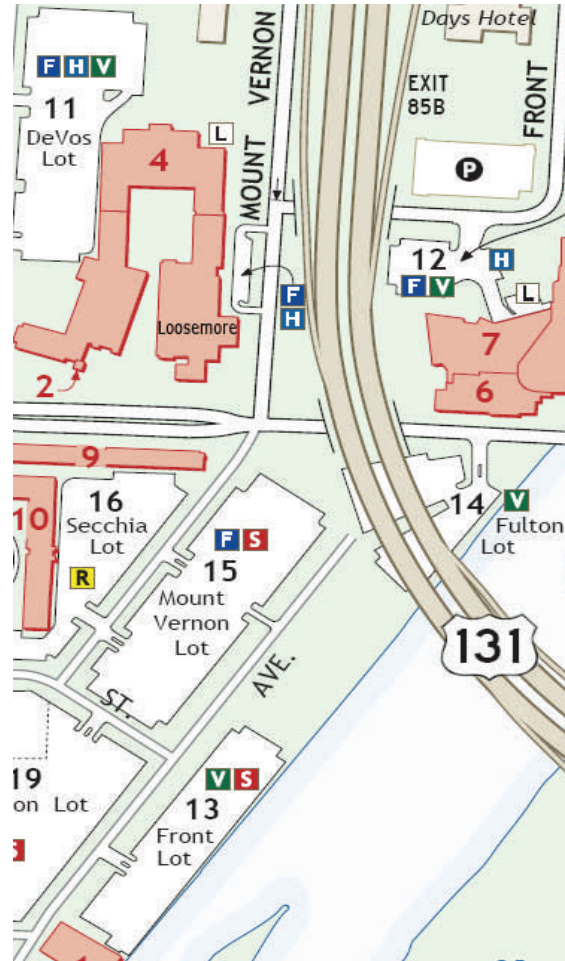 Days Hotel
F H V
11
DeVos
Lot
MOUNT VERNON
EXIT
85B
FRONT
L
4
P
12
H
F V
L
F
H
Loosemore
7
6
2
9
10
16
Secchia
Lot
R
F S
15
Mount
Vernon
Lot
14
V
Fulton
Lot
131
ST.
AVE.
19
on Lot
S
V S
13
Front
Lot